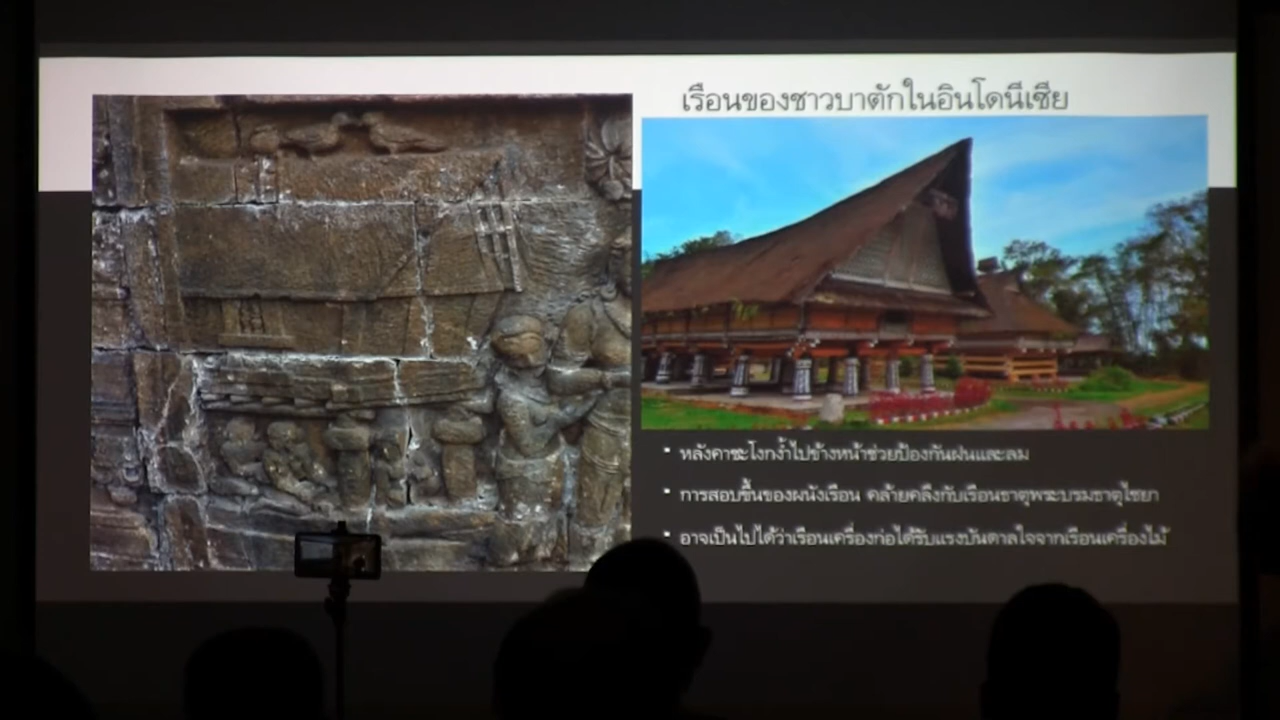 เรือนของชาวบาตักในอินโดนีเซีย
▪ หลังคาชะโงกง้ำไปข้างหน้าช่วยป้องกันฝนและลม
▪ การสอบขึ้นของผนังเรือน คล้ายคลึงกับเรือนธาตุพระบรมธาตุไชยา
▪ อาจเป็นไปได้ว่าเรือนเครื่องก่อได้รับแรงบันดาลใจจากเรือนเครื่องไม้